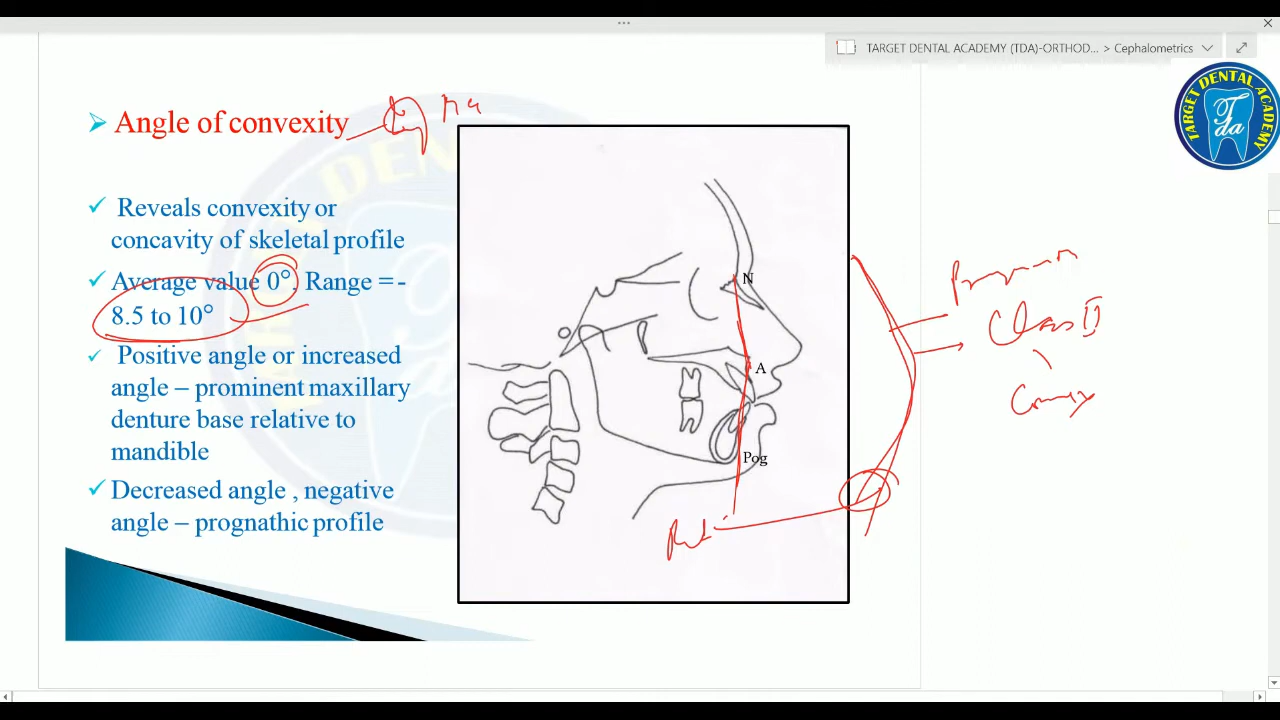 TARGET DENTAL ACADEMY (TDA)-ORTHOD... > Cephalometrics
TARGET DENTAL ACADEMY
Tda
Angle of convexity
Reveals convexity or
concavity of skeletal profile
Average value 0°. Range = -
8.5 to 10°
Positive angle or increased
angle – prominent maxillary
denture base relative to
mandible
Decreased angle , negative
angle – prognathic profile
N
A
Pog
Class II
Convex